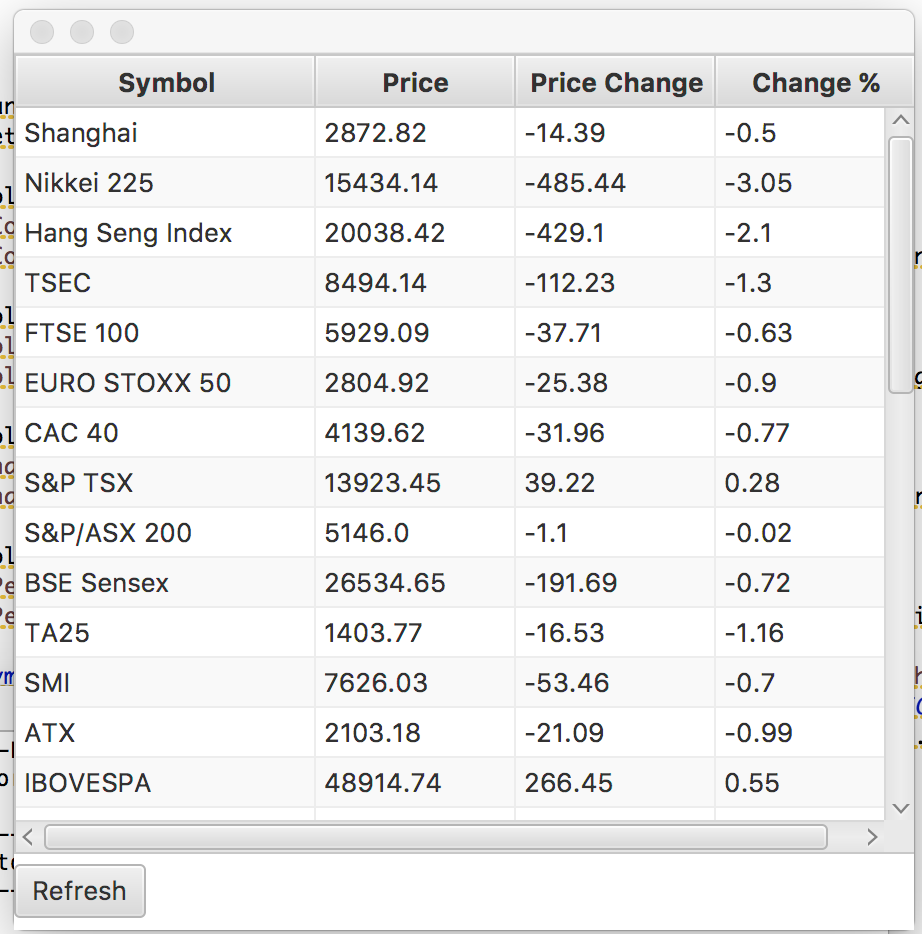 Symbol Price Price Change Change %
Shanghai 2872.82 -14.39 -0.5
Nikkei 225 15434.14 -485.44 -3.05
Hang Seng Index 20038.42 -429.1 -2.1
TSEC 8494.14 -112.23 -1.3
FTSE 100 5929.09 -37.71 -0.63
EURO STOXX 50 2804.92 -25.38 -0.9
CAC 40 4139.62 -31.96 -0.77
S&P TSX 13923.45 39.22 0.28
S&P/ASX 200 5146.0 -1.1 -0.02
BSE Sensex 26534.65 -191.69 -0.72
TA25 1403.77 -16.53 -1.16
SMI 7626.03 -53.46 -0.7
ATX 2103.18 -21.09 -0.99
IBOVESPA 48914.74 266.45 0.55
Refresh